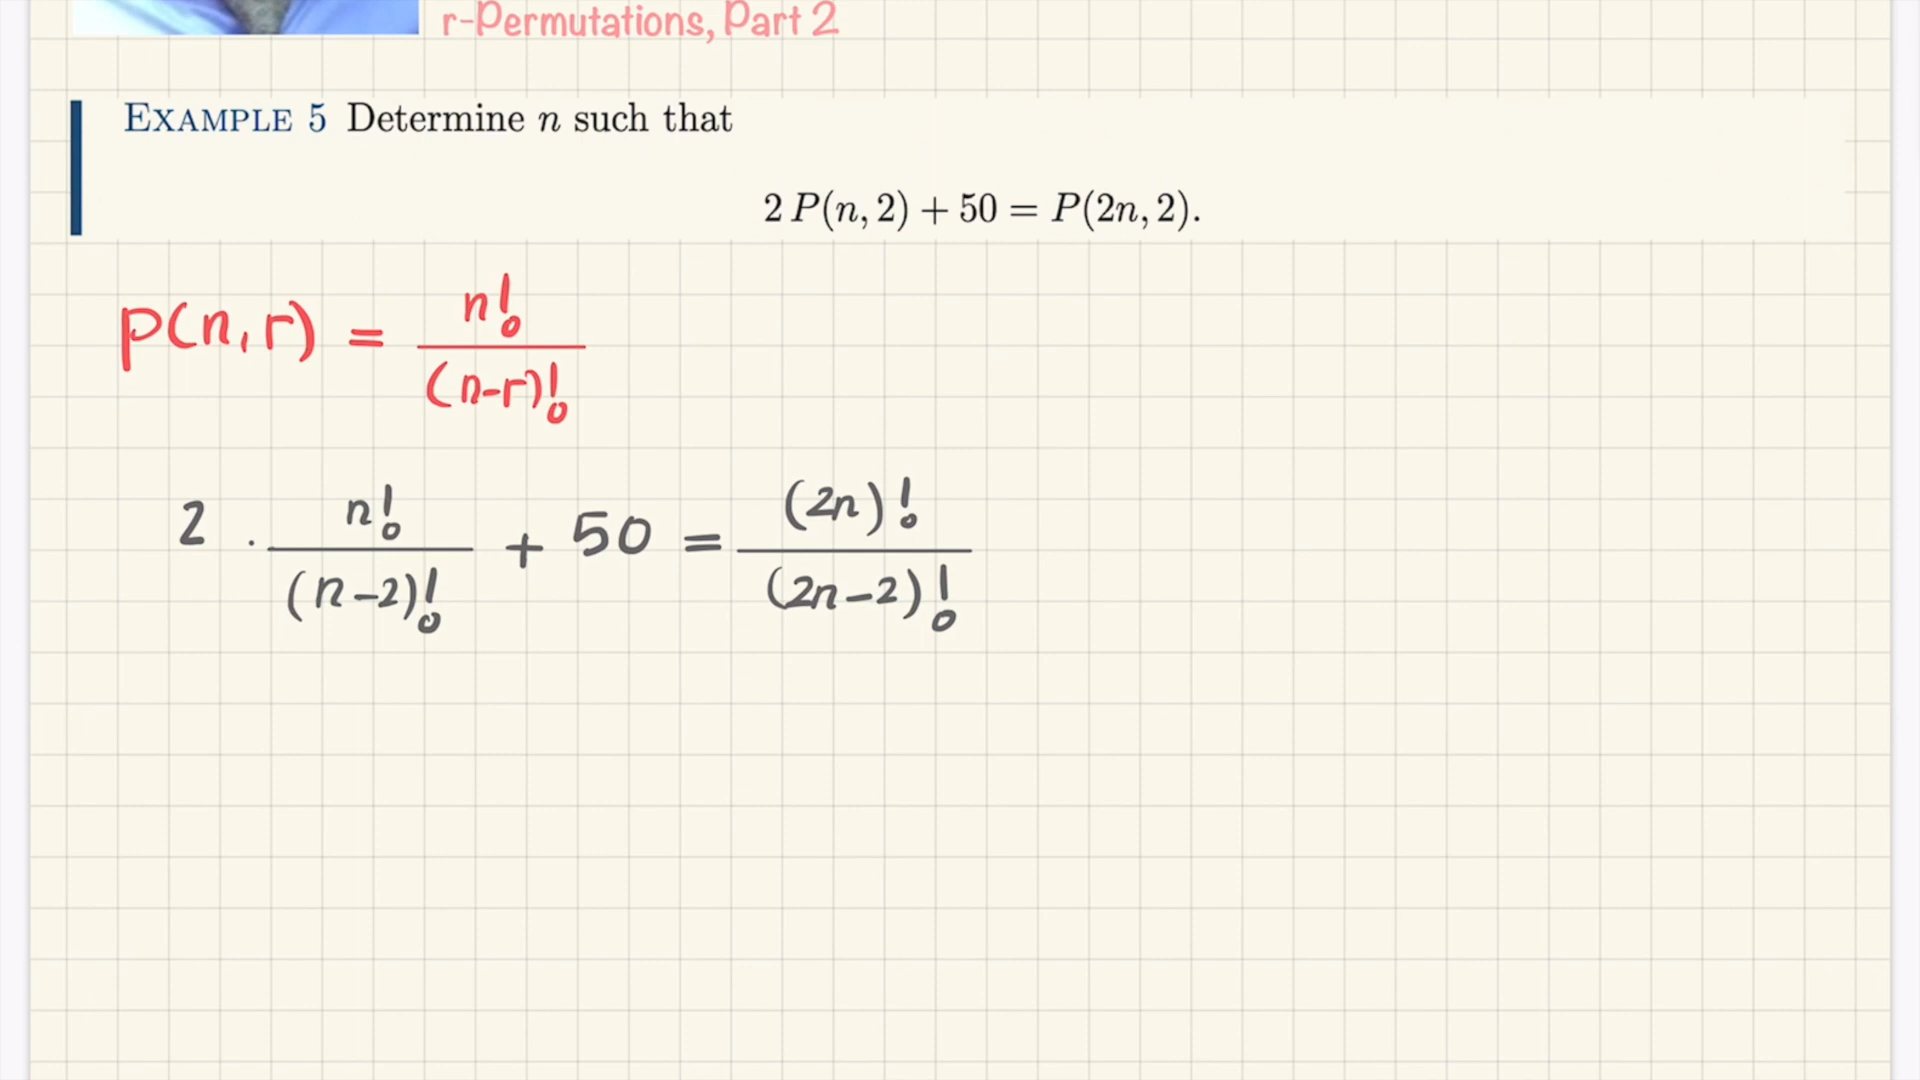 r-Permutations, Part 2
EXAMPLE 5 Determine n such that
2 P(n, 2) + 50 = P(2n, 2).
P(n,r) = n! / (n-r)!
2 · n! / (n-2)! + 50 = (2n)! / (2n-2)!